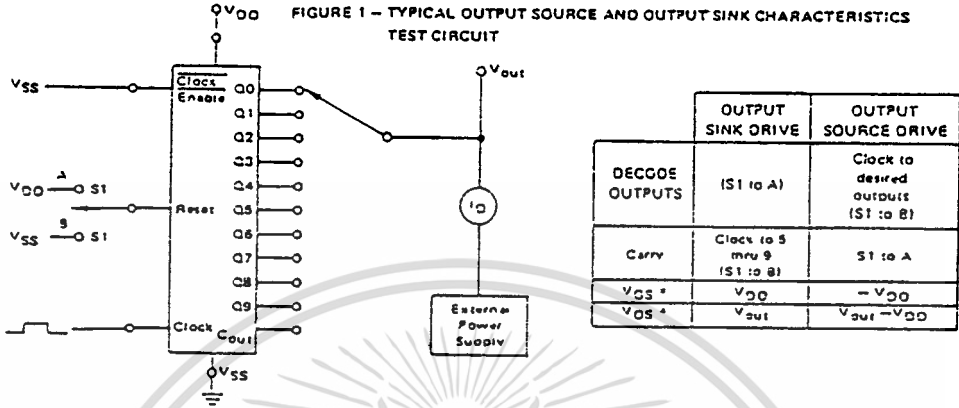 VDD
FIGURE 1 – TYPICAL OUTPUT SOURCE AND OUTPUT SINK CHARACTERISTICS
TEST CIRCUIT
VSS
Clock
Enable
Q0
Q1
Q2
Q3
Q4
Q5
Q6
Q7
Q8
Q9
Cout
VDD A S1
Reset
VSS B S1
Clock
VSS
Vout
ID
External
Power
Supply
OUTPUT SINK DRIVE
OUTPUT SOURCE DRIVE
DECODE OUTPUTS
(S1 to A)
Clock to
desired
outputs
(S1 to B)
Carry
Clock to 5
thru 9
(S1 to B)
S1 to A
VGS =
VDD
– VDD
VDS =
Vout
Vout – VDD